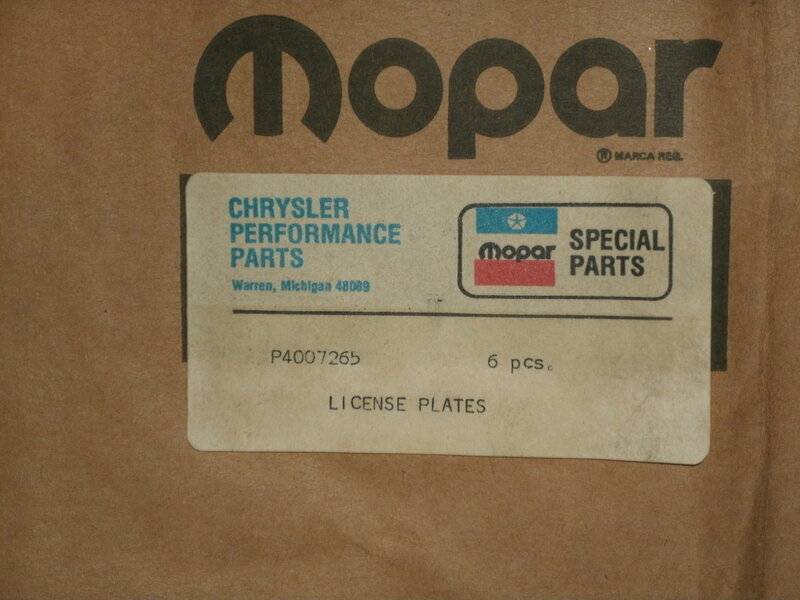 mopar
® MARCA REG.
CHRYSLER
PERFORMANCE
PARTS
Warren, Michigan 48089
mopar
SPECIAL
PARTS
P4007265 6 pcs.
LICENSE PLATES